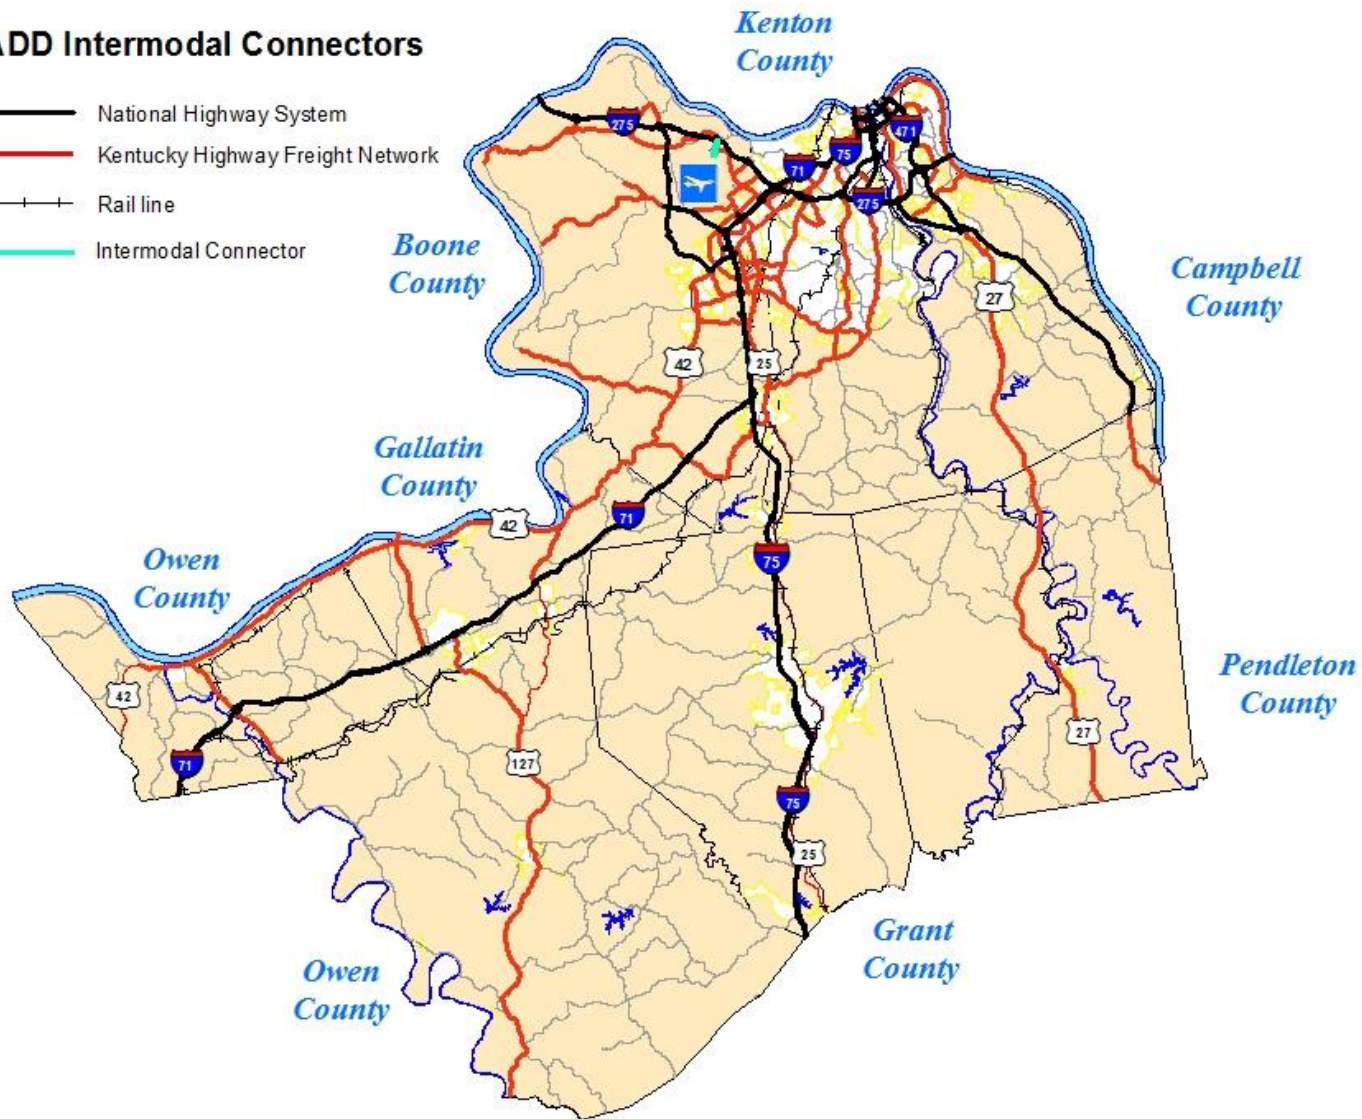 ADD Intermodal Connectors
National Highway System
Kentucky Highway Freight Network
Rail line
Intermodal Connector
Kenton
County
275
471
75
71
275
Boone
County
Campbell
County
27
42
25
Gallatin
County
71
42
75
Owen
County
Pendleton
County
42
27
71
127
75
25
Grant
County
Owen
County